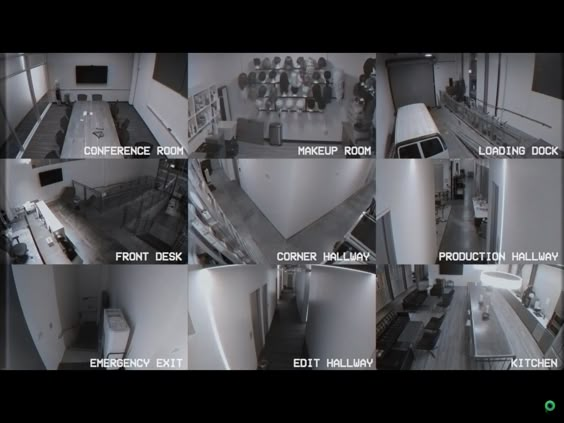 CONFERENCE ROOM
MAKEUP ROOM
LOADING DOCK
FRONT DESK
CORNER HALLWAY
PRODUCTION HALLWAY
EMERGENCY EXIT
EDIT HALLWAY
KITCHEN